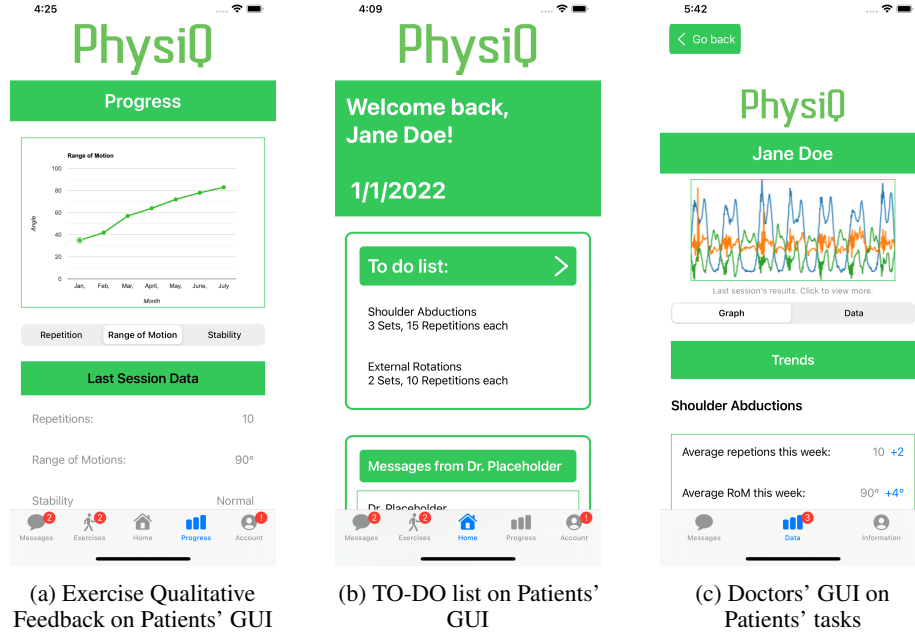 4:25
PhysiQ
Progress
Range of Motion
100
80
60
40
20
0
Angle
Jan,
Feb,
Mar,
April,
May,
June,
July
Month
Repetition
Range of Motion
Stability
Last Session Data
Repetitions:
10
Range of Motions:
90°
Stability
Normal
2
2
!
Messages
Exercises
Home
Progress
Account
(a) Exercise Qualitative
Feedback on Patients' GUI
4:09
PhysiQ
Welcome back,
Jane Doe!
1/1/2022
To do list:
Shoulder Abductions
3 Sets, 15 Repetitions each
External Rotations
2 Sets, 10 Repetitions each
Messages from Dr. Placeholder
Dr. Placeholder
2
2
!
Messages
Exercises
Home
Progress
Account
(b) TO-DO list on Patients'
GUI
5:42
Go back
PhysiQ
Jane Doe
Last session's results. Click to view more.
Graph
Data
Trends
Shoulder Abductions
Average repetions this week:
10 +2
Average RoM this week:
90° +4°
3
Messages
Data
Information
(c) Doctors' GUI on
Patients' tasks